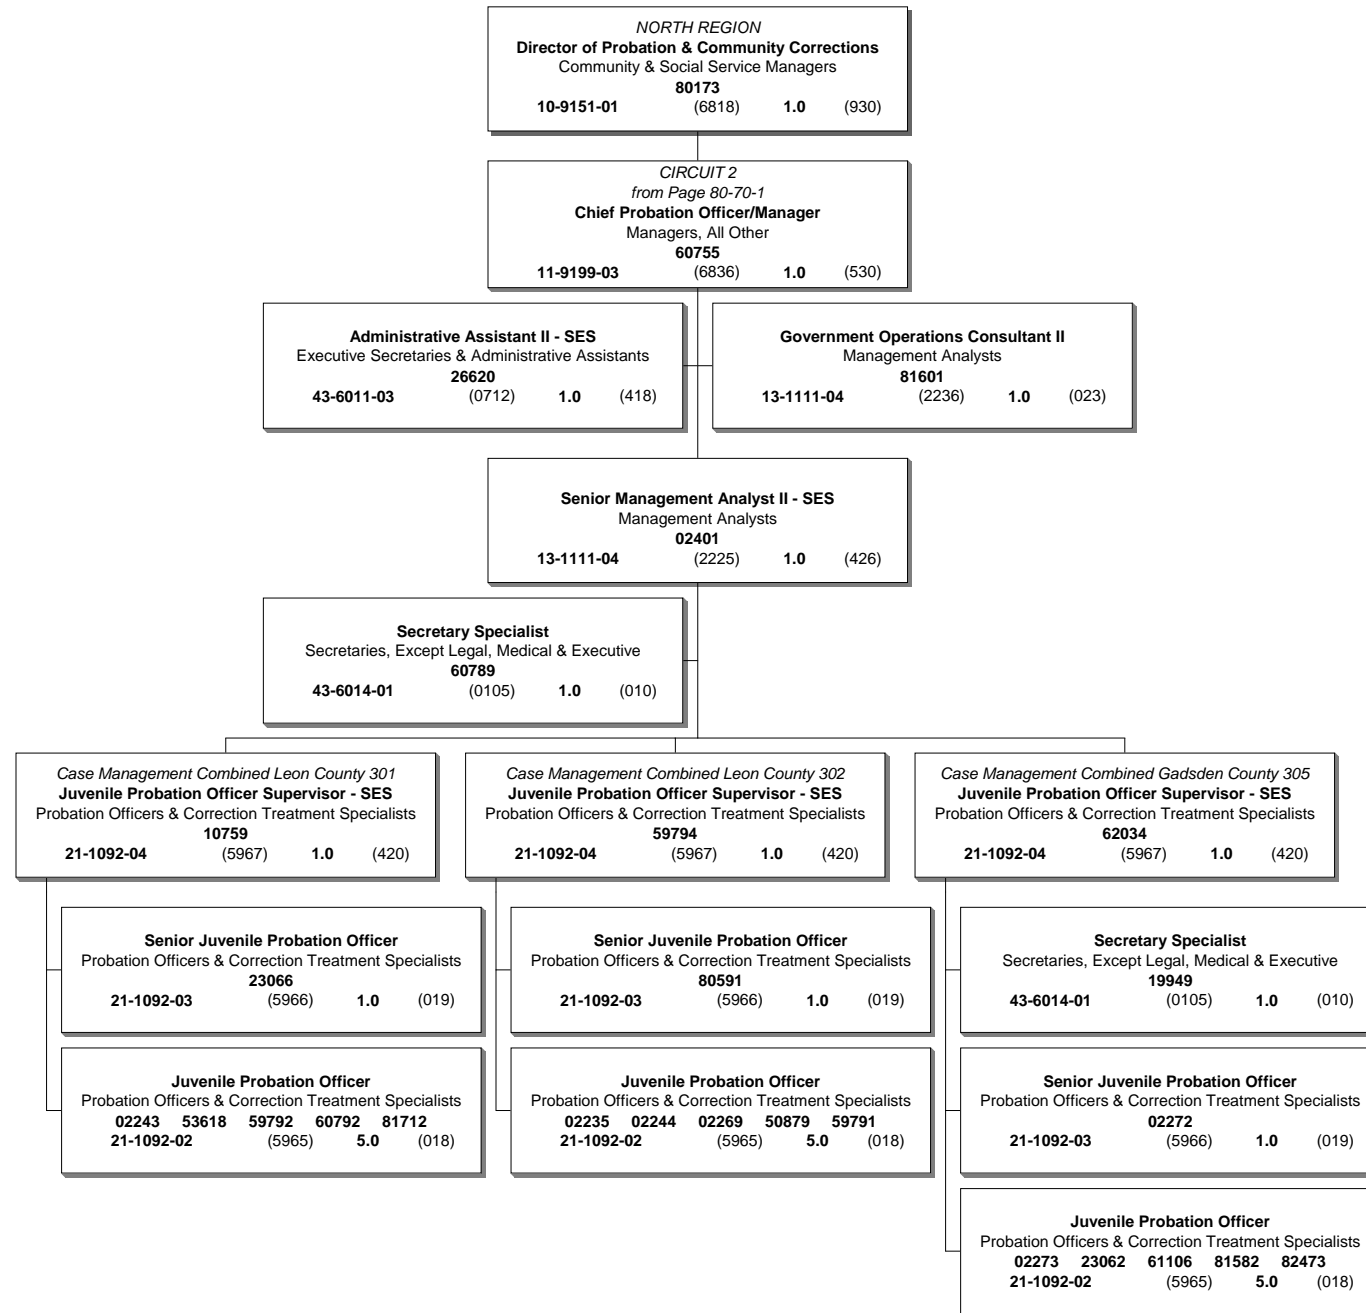 NORTH REGION
Director of Probation & Community Corrections
Community & Social Service Managers
80173
10-9151-01 (6818) 1.0 (930)
CIRCUIT 2
from Page 80-70-1
Chief Probation Officer/Manager
Managers, All Other
60755
11-9199-03 (6836) 1.0 (530)
Administrative Assistant II - SES
Executive Secretaries & Administrative Assistants
26620
43-6011-03 (0712) 1.0 (418)
Government Operations Consultant II
Management Analysts
81601
13-1111-04 (2236) 1.0 (023)
Senior Management Analyst II - SES
Management Analysts
02401
13-1111-04 (2225) 1.0 (426)
Secretary Specialist
Secretaries, Except Legal, Medical & Executive
60789
43-6014-01 (0105) 1.0 (010)
Case Management Combined Leon County 301
Juvenile Probation Officer Supervisor - SES
Probation Officers & Correction Treatment Specialists
10759
21-1092-04 (5967) 1.0 (420)
Senior Juvenile Probation Officer
Probation Officers & Correction Treatment Specialists
23066
21-1092-03 (5966) 1.0 (019)
Juvenile Probation Officer
Probation Officers & Correction Treatment Specialists
02243 53618 59792 60792 81712
21-1092-02 (5965) 5.0 (018)
Case Management Combined Leon County 302
Juvenile Probation Officer Supervisor - SES
Probation Officers & Correction Treatment Specialists
59794
21-1092-04 (5967) 1.0 (420)
Senior Juvenile Probation Officer
Probation Officers & Correction Treatment Specialists
80591
21-1092-03 (5966) 1.0 (019)
Juvenile Probation Officer
Probation Officers & Correction Treatment Specialists
02235 02244 02269 50879 59791
21-1092-02 (5965) 5.0 (018)
Case Management Combined Gadsden County 305
Juvenile Probation Officer Supervisor - SES
Probation Officers & Correction Treatment Specialists
62034
21-1092-04 (5967) 1.0 (420)
Secretary Specialist
Secretaries, Except Legal, Medical & Executive
19949
43-6014-01 (0105) 1.0 (010)
Senior Juvenile Probation Officer
Probation Officers & Correction Treatment Specialists
02272
21-1092-03 (5966) 1.0 (019)
Juvenile Probation Officer
Probation Officers & Correction Treatment Specialists
02273 23062 61106 81582 82473
21-1092-02 (5965) 5.0 (018)